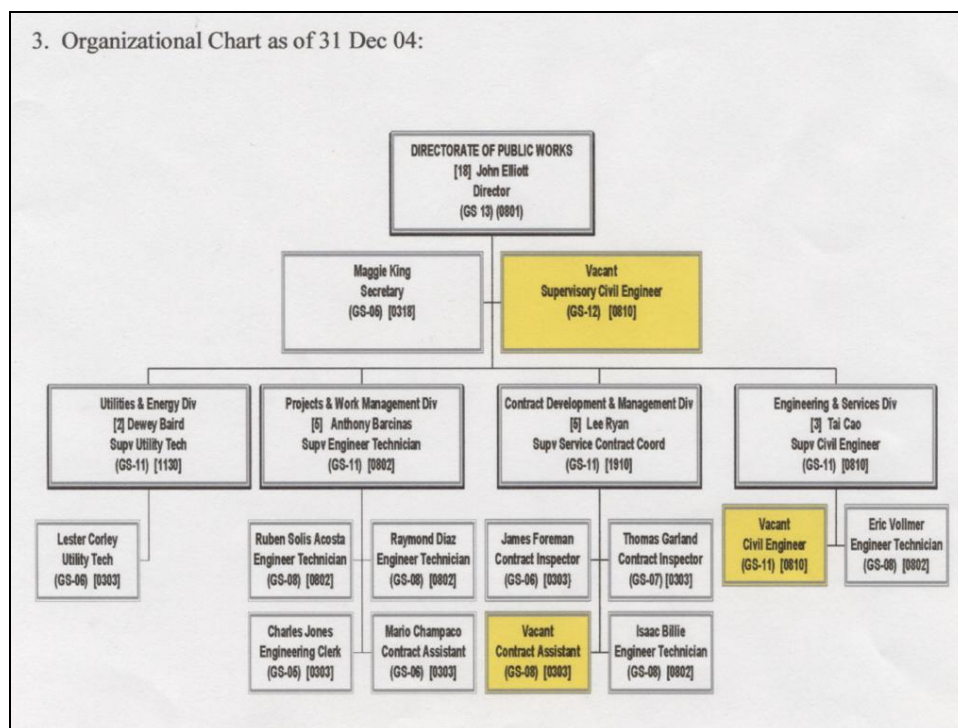 3. Organizational Chart as of 31 Dec 04:
DIRECTORATE OF PUBLIC WORKS
[18] John Elliott
Director
(GS 13) (0801)
Maggie King
Secretary
(GS-05) [0318]
Vacant
Supervisory Civil Engineer
(GS-12) [0810]
Utilities & Energy Div
[2] Dewey Baird
Supv Utility Tech
(GS-11) [1130]
Projects & Work Management Div
[5] Anthony Barcinas
Supv Engineer Technician
(GS-11) [0802]
Contract Development & Management Div
[5] Lee Ryan
Supv Service Contract Coord
(GS-11) [1910]
Engineering & Services Div
[3] Tai Cao
Supv Civil Engineer
(GS-11) [0810]
Lester Corley
Utility Tech
(GS-06) [0303]
Ruben Solis Acosta
Engineer Technician
(GS-08) [0802]
Raymond Diaz
Engineer Technician
(GS-08) [0802]
James Foreman
Contract Inspector
(GS-06) [0303}
Thomas Garland
Contract Inspector
(GS-07) [0303]
Vacant
Civil Engineer
(GS-11) [0810]
Eric Vollmer
Engineer Technician
(GS-08) [0802]
Charles Jones
Engineering Clerk
(GS-05) [0303]
Mario Champaco
Contract Assistant
(GS-06) [0303]
Vacant
Contract Assistant
(GS-08) [0303]
Isaac Billie
Engineer Technician
(GS-08) [0802]